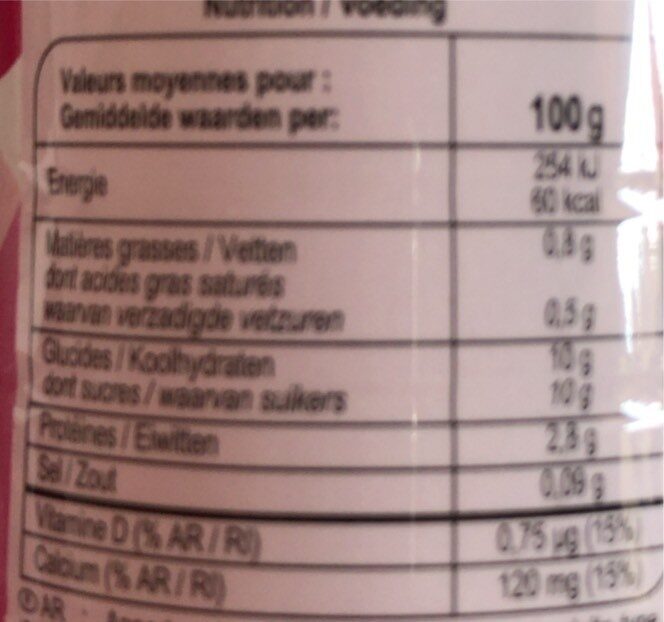 Nutrition / Voeding
Valeurs moyennes pour :
Gemiddelde waarden per:
100 g
Energie
254 kJ
60 kcal
Matières grasses / Vetten
0,8 g
dont acides gras saturés
waarvan verzadigde vetzuren
0,5 g
Glucides / Koolhydraten
10 g
dont sucres / waarvan suikers
10 g
Protéines / Eiwitten
2,8 g
Sel / Zout
0,09 g
Vitamine D (% AR / RI)
0,75 µg (15%)
Calcium (% AR / RI)
120 mg (15%)
AR